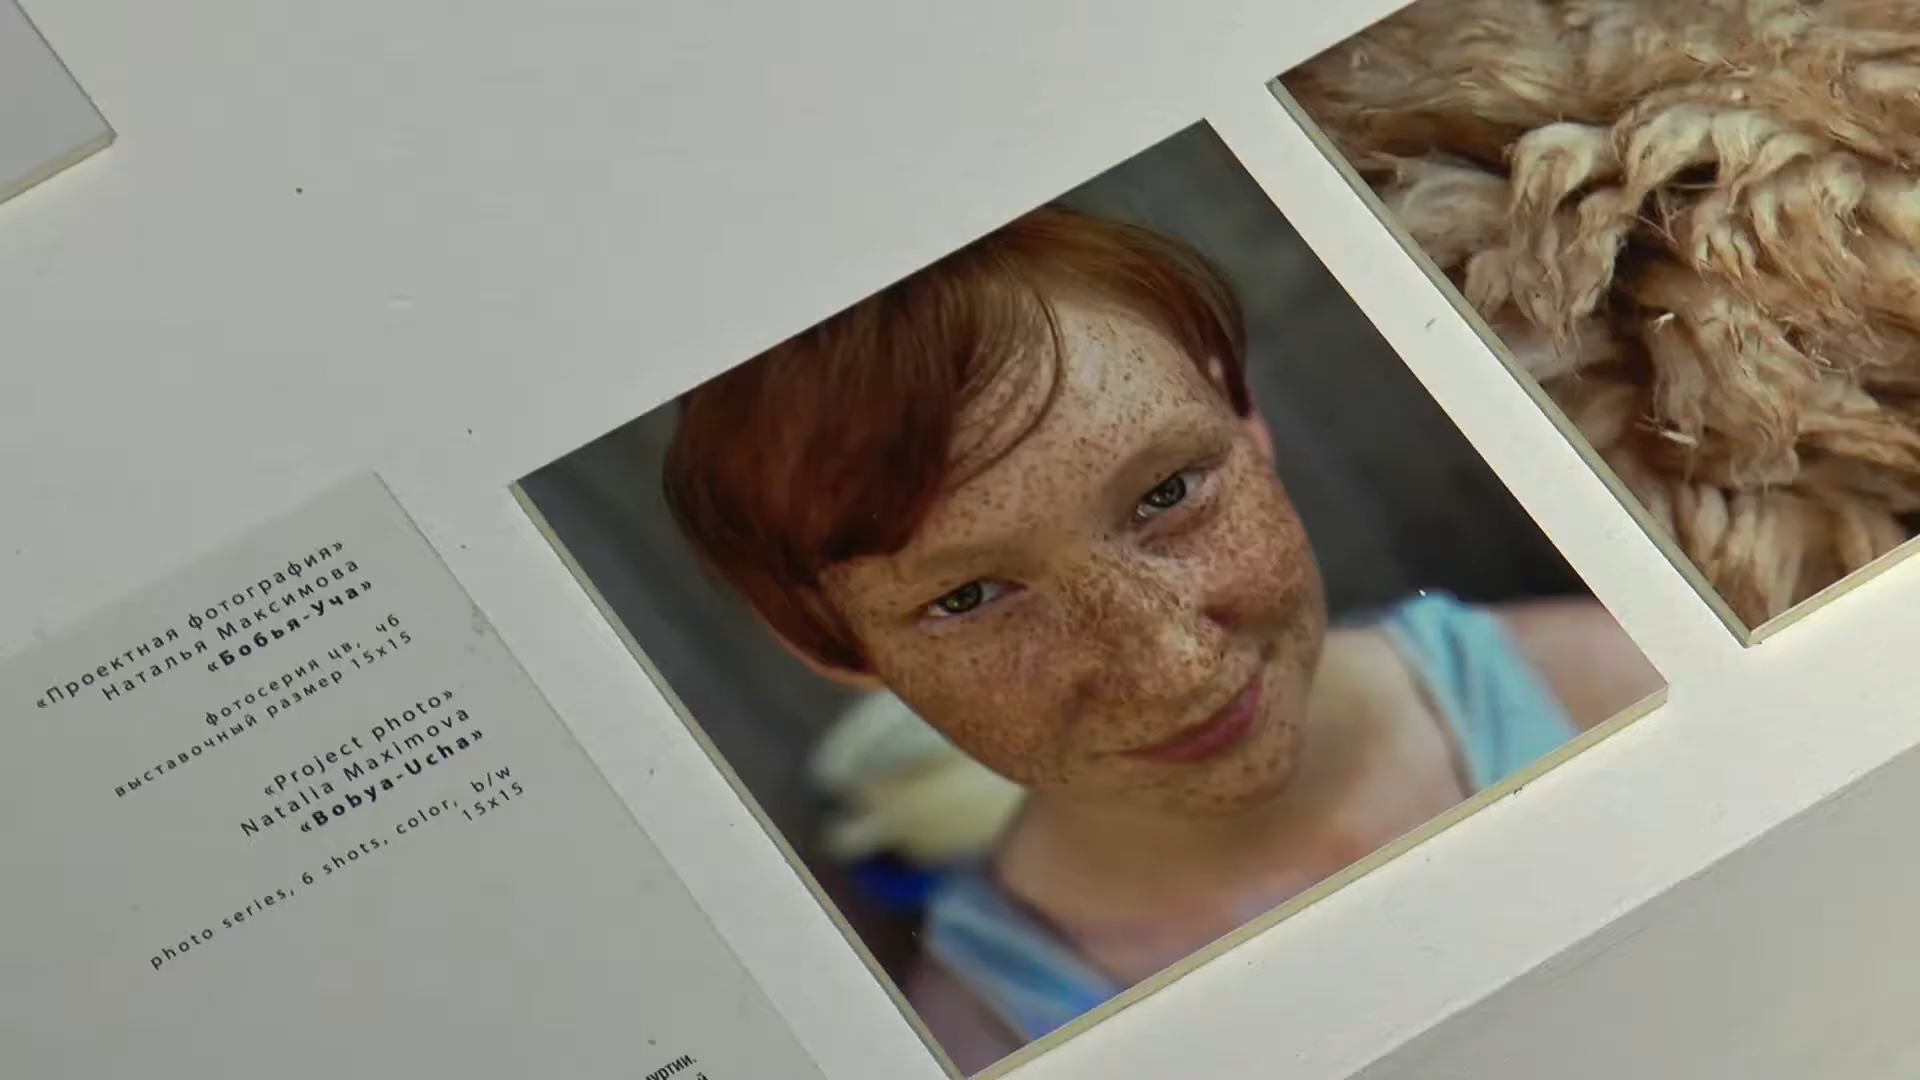 «Проектная фотография»
Наталья Максимова
«Бобья-Уча»
фотосерия цв, чб
выставочный размер 15х15
«Project photo»
Natalia Maximova
«Bobya-Ucha»
photo series, 6 shots, color, b/w
15x15